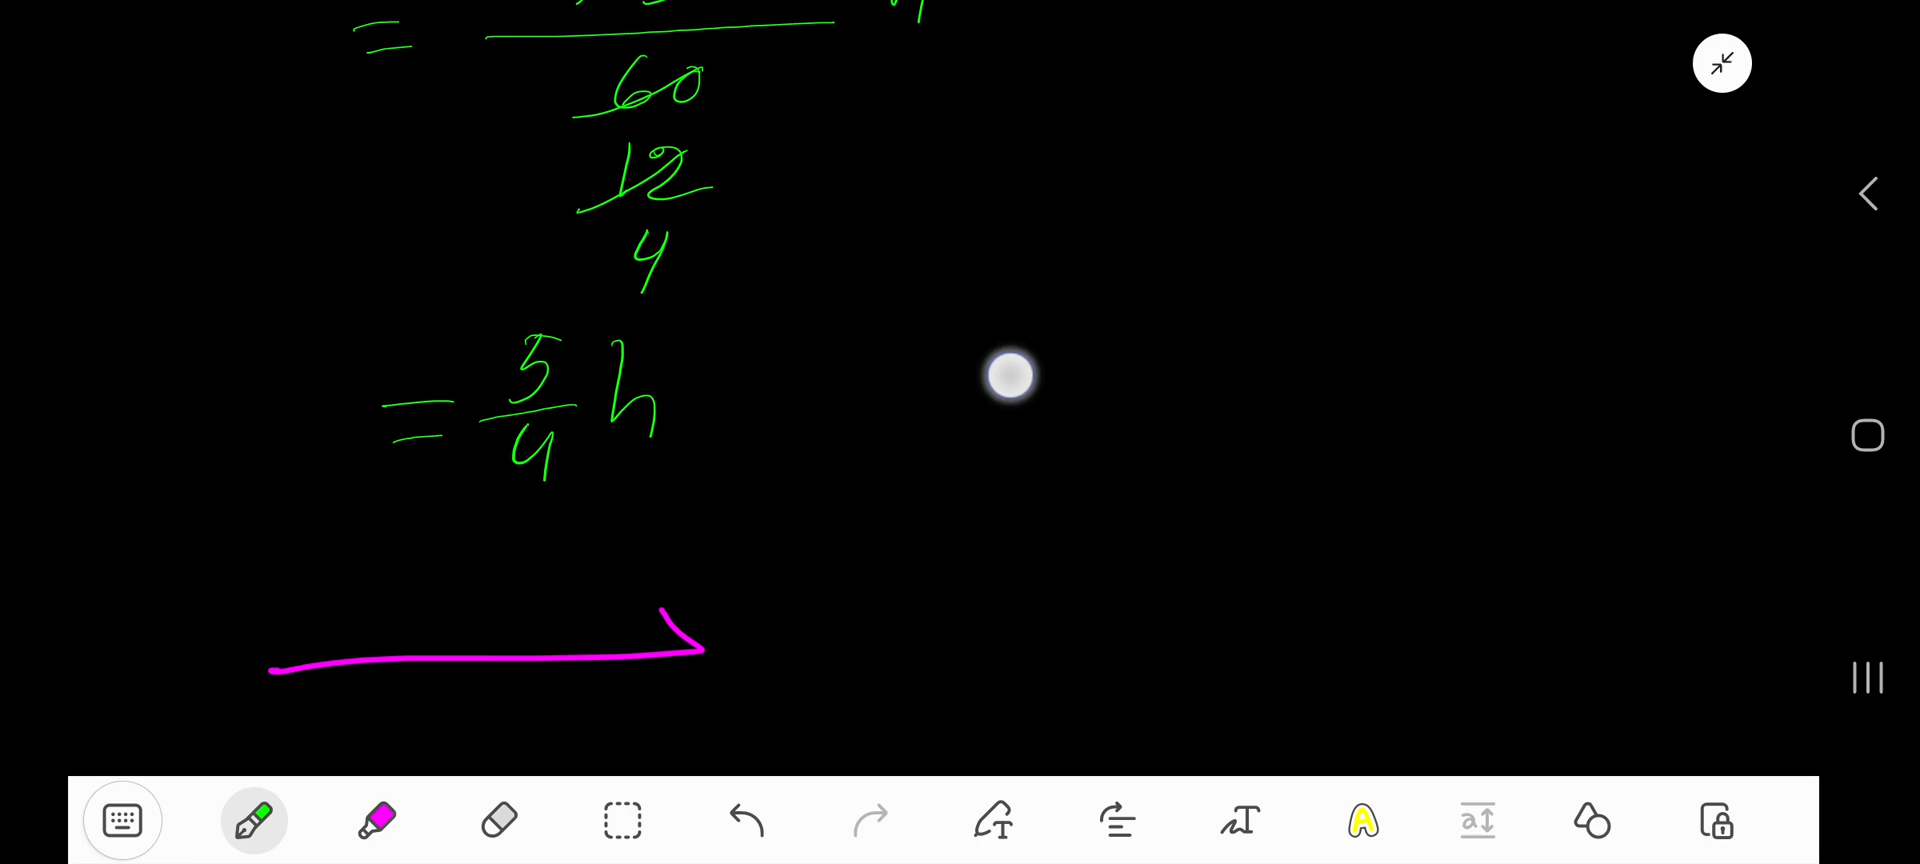 =
60
12
4
= 5/4 h